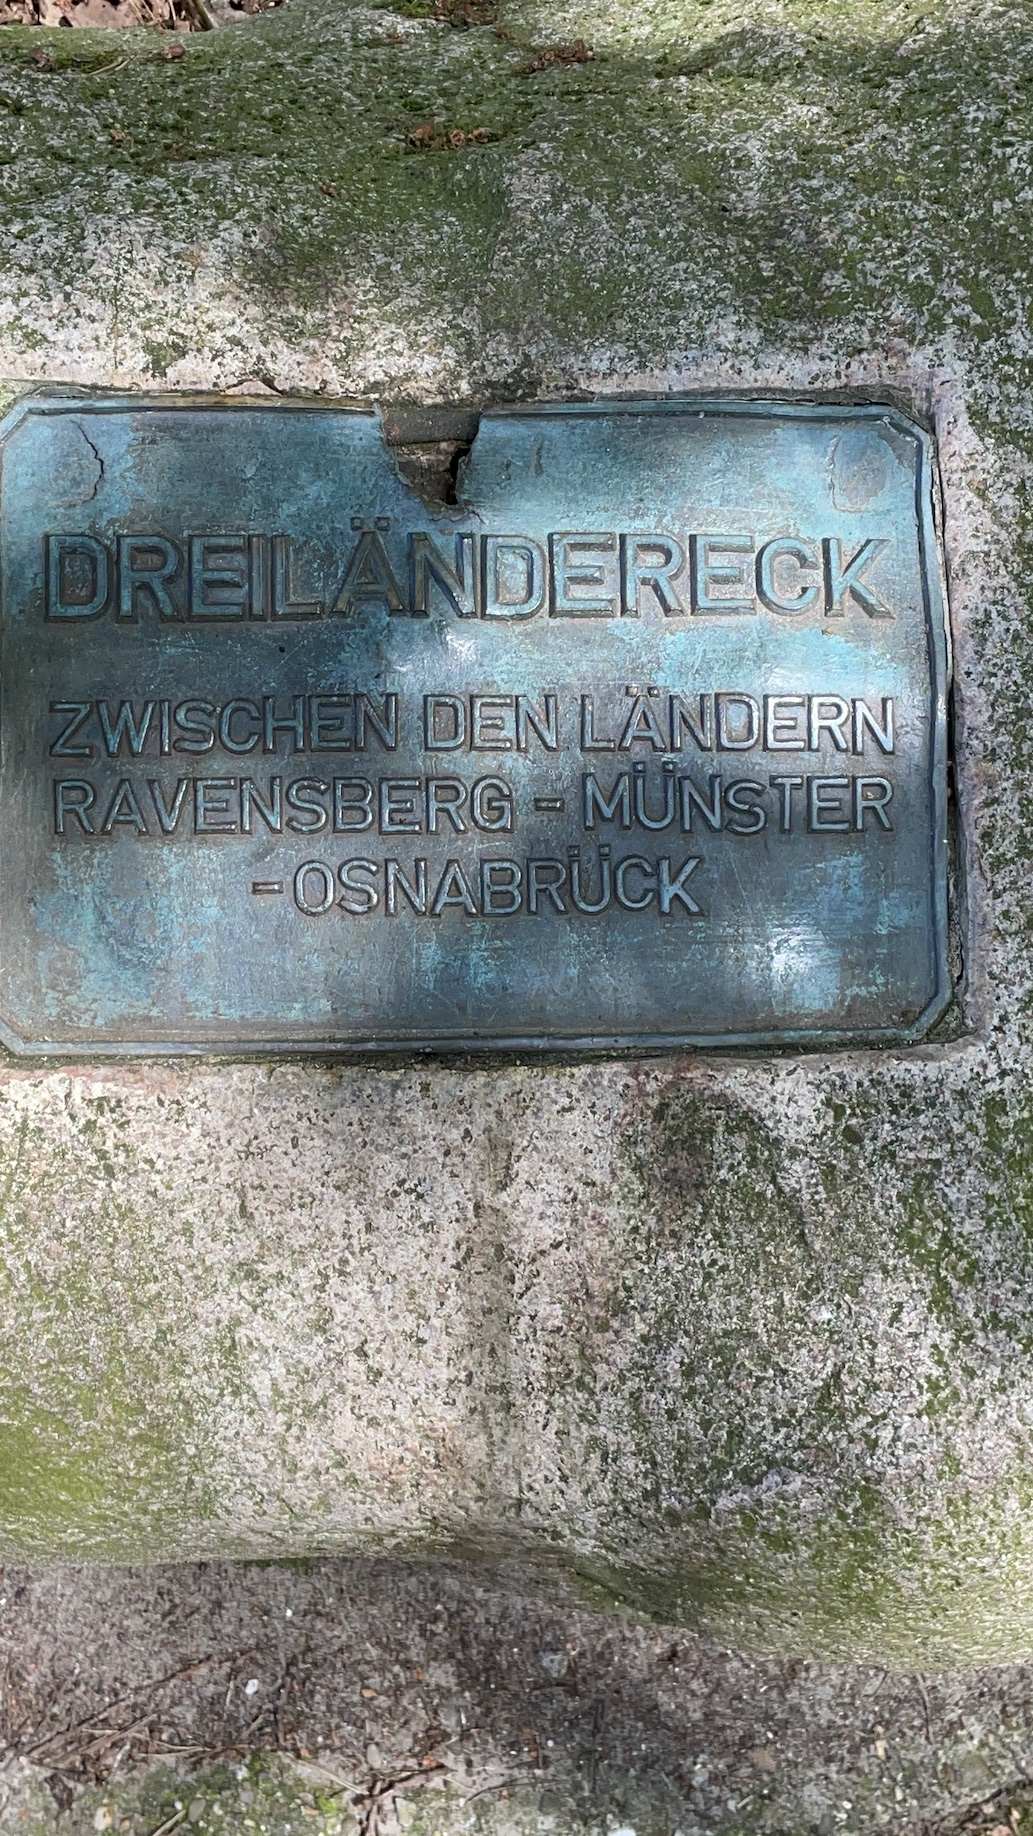 DREILÄNDERECK
ZWISCHEN DEN LÄNDERN
RAVENSBERG - MÜNSTER
- OSNABRÜCK